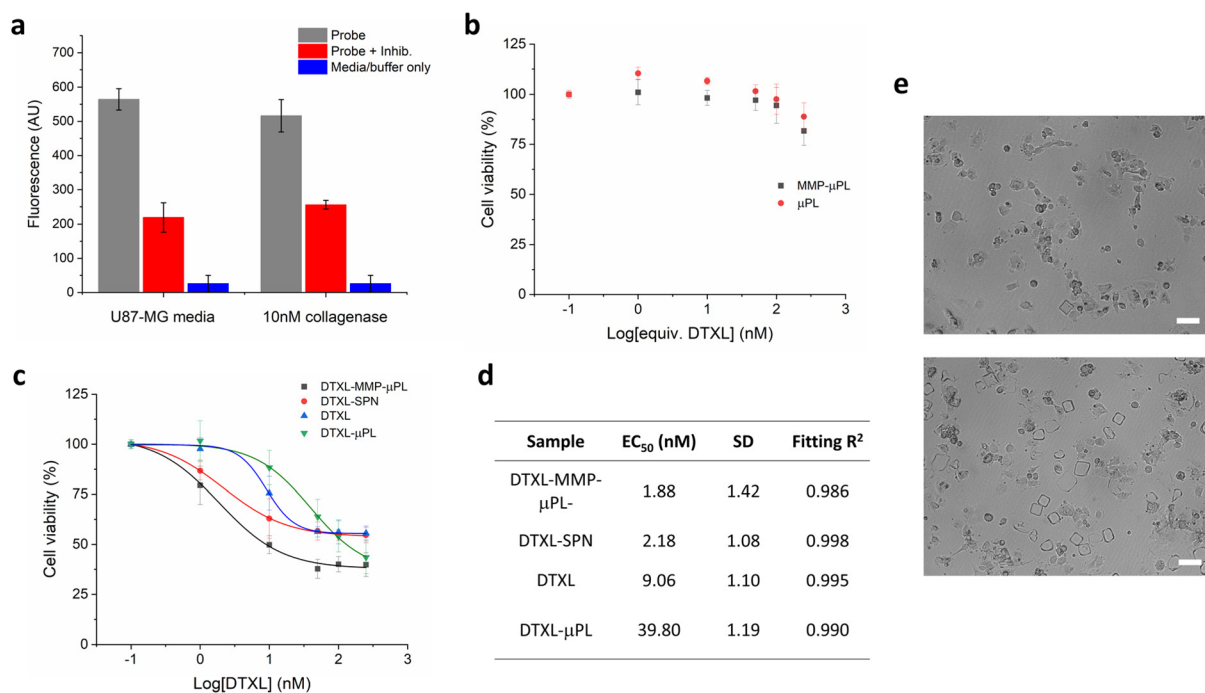 a
700
600
500
400
300
200
100
0
Fluorescence (AU)
Probe
Probe + Inhib.
Media/buffer only
U87-MG media
10nM collagenase
b
125
100
75
50
25
0
Cell viability (%)
MMP-μPL
μPL
-1 0 1 2 3
Log[equiv. DTXL] (nM)
c
125
100
75
50
25
0
Cell viability (%)
DTXL-MMP-μPL
DTXL-SPN
DTXL
DTXL-μPL
-1 0 1 2 3
Log[DTXL] (nM)
d
Sample EC50 (nM) SD Fitting R²
DTXL-MMP-
μPL- 1.88 1.42 0.986
DTXL-SPN 2.18 1.08 0.998
DTXL 9.06 1.10 0.995
DTXL-μPL 39.80 1.19 0.990
e